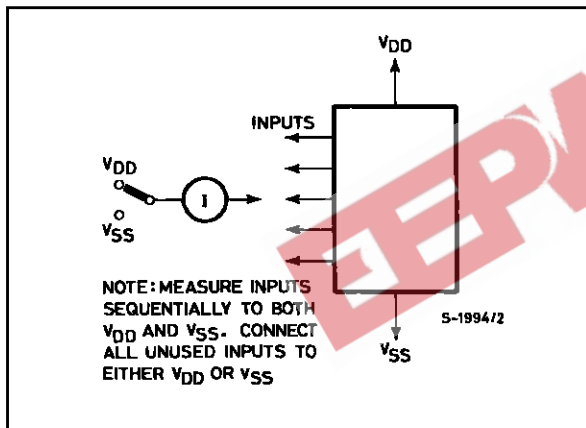 VDD
INPUTS
VDD
I
VSS
NOTE: MEASURE INPUTS
SEQUENTIALLY TO BOTH
VDD AND VSS. CONNECT
ALL UNUSED INPUTS TO
EITHER VDD OR VSS
S-1994/2
VSS